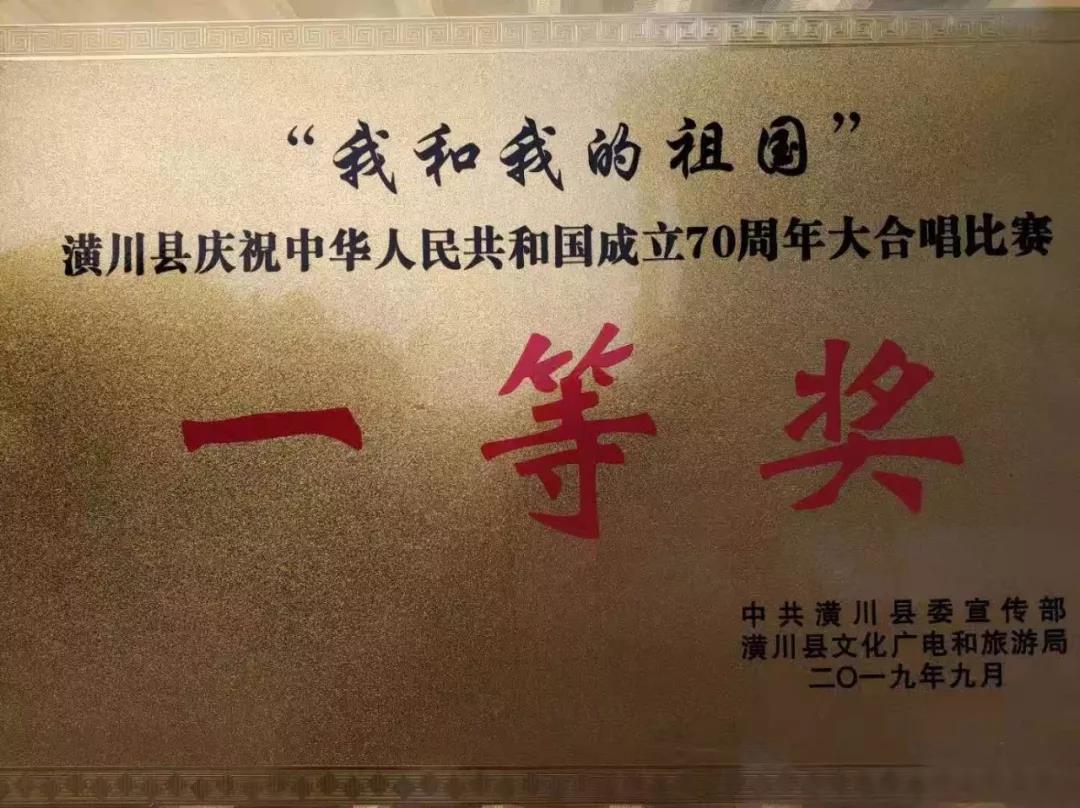 “我和我的祖国”
潢川县庆祝中华人民共和国成立70周年大合唱比赛
一等奖
中共潢川县委宣传部
潢川县文化广电和旅游局
二〇一九年九月